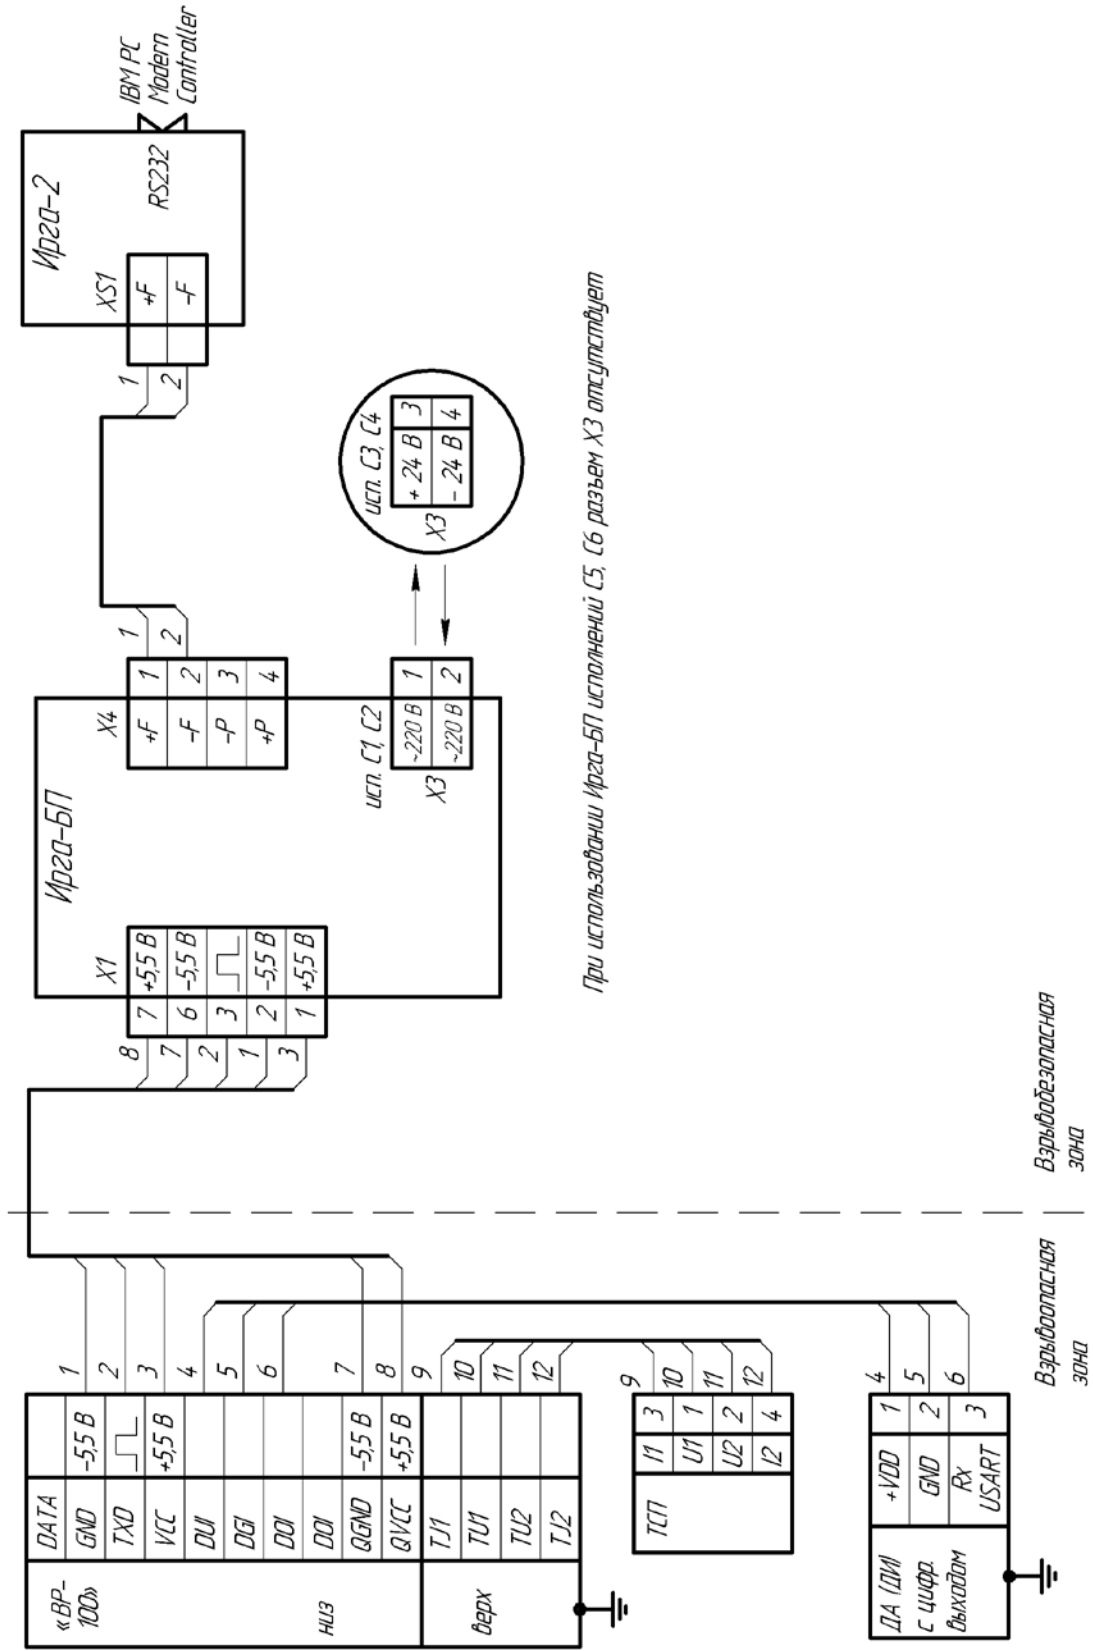 «ВР-
100»
низ
верх
DATA
GND
-5,5 В
1
TXD
2
VCC
+5,5 В
3
DUI
4
DGI
5
DOI
6
DOI
QGND
-5,5 В
7
QVCC
+5,5 В
8
TJ1
9
TU1
10
TU2
11
TJ2
12
ТСП
I1
3
9
U1
1
10
U2
2
11
I2
4
12
ДА (ДИ)
с цифр.
выходом
+VDD
1
4
GND
2
5
Rx
USART
3
6
Взрывоопасная
зона
Взрывобезопасная
зона
Ирга-БП
X1
8
7
+5,5 В
7
6
-5,5 В
2
3
1
2
-5,5 В
3
1
+5,5 В
X4
+F
1
1
-F
2
2
-P
3
+P
4
исп. С1, С2
~220 В
1
~220 В
2
X3
исп. С3, С4
+ 24 В
3
- 24 В
4
X3
При использовании Ирга-БП исполнений С5, С6 разъем X3 отсутствует
Ирга-2
XS1
1
+F
2
-F
RS232
IBM PC
Modern
Controller